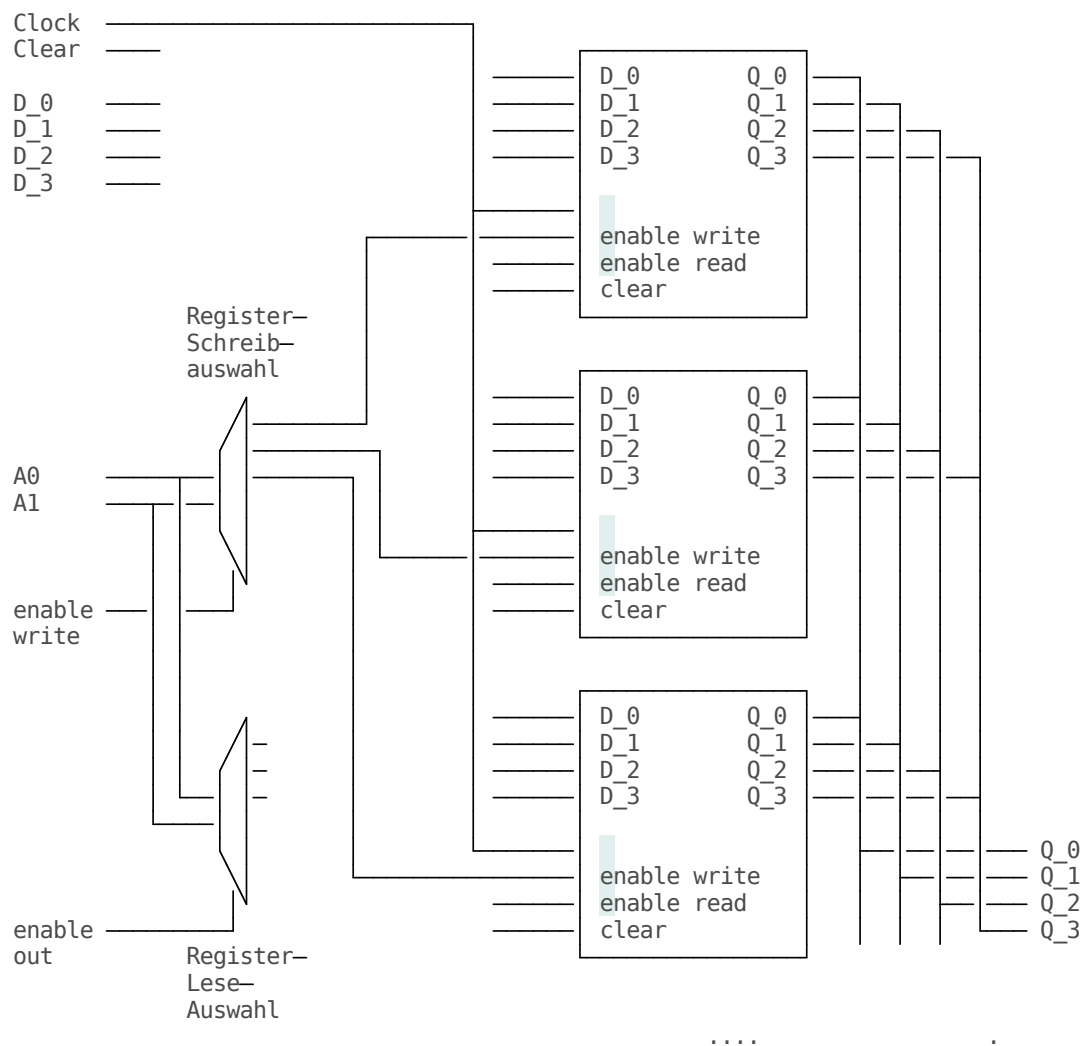 Clock
Clear
D_0
D_1
D_2
D_3
D_0 Q_0
D_1 Q_1
D_2 Q_2
D_3 Q_3
enable write
enable read
clear
Register–
Schreib–
auswahl
D_0 Q_0
D_1 Q_1
D_2 Q_2
D_3 Q_3
A0
A1
enable write
enable read
clear
enable
write
D_0 Q_0
D_1 Q_1
D_2 Q_2
D_3 Q_3
enable write
enable read
clear
Q_0
Q_1
Q_2
Q_3
enable
out
Register–
Lese–
Auswahl